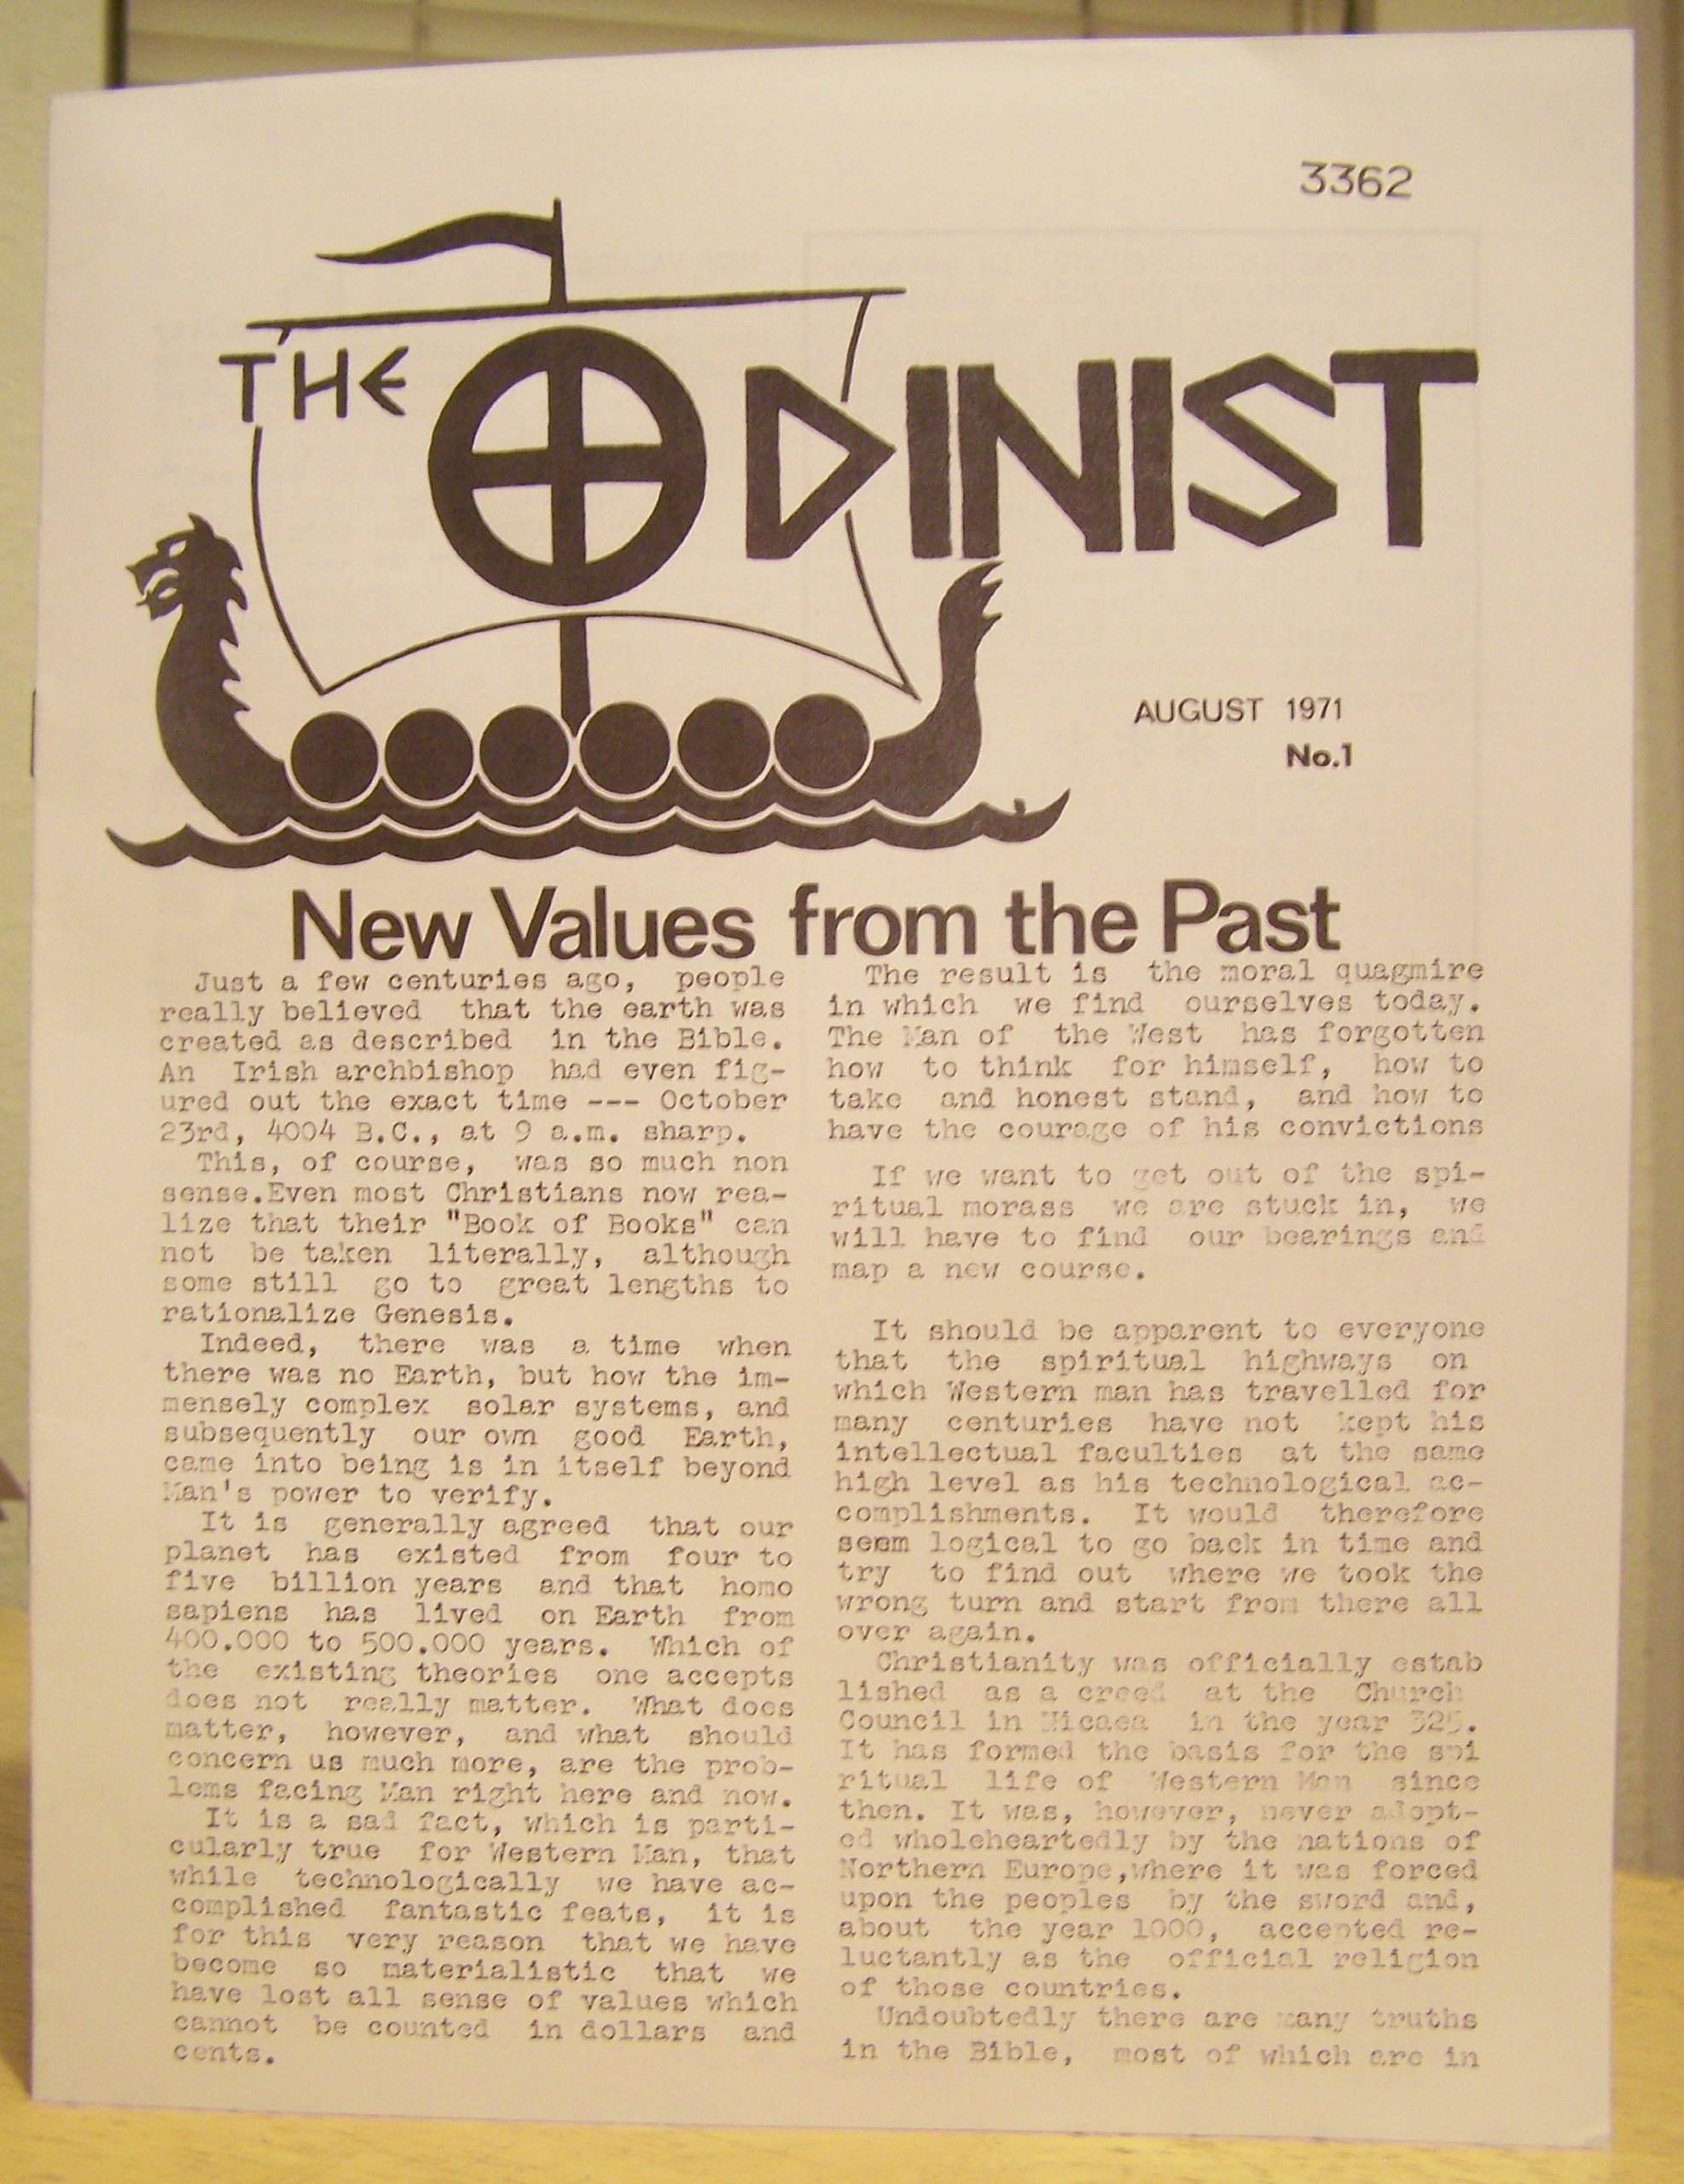 3362
THE ODINIST
AUGUST 1971
No.1
New Values from the Past
Just a few centuries ago, people
really believed that the earth was
created as described in the Bible.
An Irish archbishop had even fig-
ured out the exact time --- October
23rd, 4004 B.C., at 9 a.m. sharp.
This, of course, was so much non
sense.Even most Christians now rea-
lize that their "Book of Books" can
not be taken literally, although
some still go to great lengths to
rationalize Genesis.
Indeed, there was a time when
there was no Earth, but how the im-
mensely complex solar systems, and
subsequently our own good Earth,
came into being is in itself beyond
Man's power to verify.
It is generally agreed that our
planet has existed from four to
five billion years and that homo
sapiens has lived on Earth from
400.000 to 500.000 years. Which of
the existing theories one accepts
does not really matter. What does
matter, however, and what should
concern us much more, are the prob-
lems facing Man right here and now.
It is a sad fact, which is parti-
cularly true for Western Man, that
while technologically we have ac-
complished fantastic feats, it is
for this very reason that we have
become so materialistic that we
have lost all sense of values which
cannot be counted in dollars and
cents.
The result is the moral quagmire
in which we find ourselves today.
The Man of the West has forgotten
how to think for himself, how to
take and honest stand, and how to
have the courage of his convictions
If we want to get out of the spi-
ritual morass we are stuck in, we
will have to find our bearings and
map a new course.
It should be apparent to everyone
that the spiritual highways on
which Western man has travelled for
many centuries have not kept his
intellectual faculties at the same
high level as his technological ac-
complishments. It would therefore
seem logical to go back in time and
try to find out where we took the
wrong turn and start from there all
over again.
Christianity was officially estab
lished as a creed at the Church
Council in Nicaea in the year 325.
It has formed the basis for the spi
ritual life of Western Man since
then. It was, however, never adopt-
ed wholeheartedly by the nations of
Northern Europe,where it was forced
upon the peoples by the sword and,
about the year 1000, accepted re-
luctantly as the official religion
of those countries.
Undoubtedly there are many truths
in the Bible, most of which are in